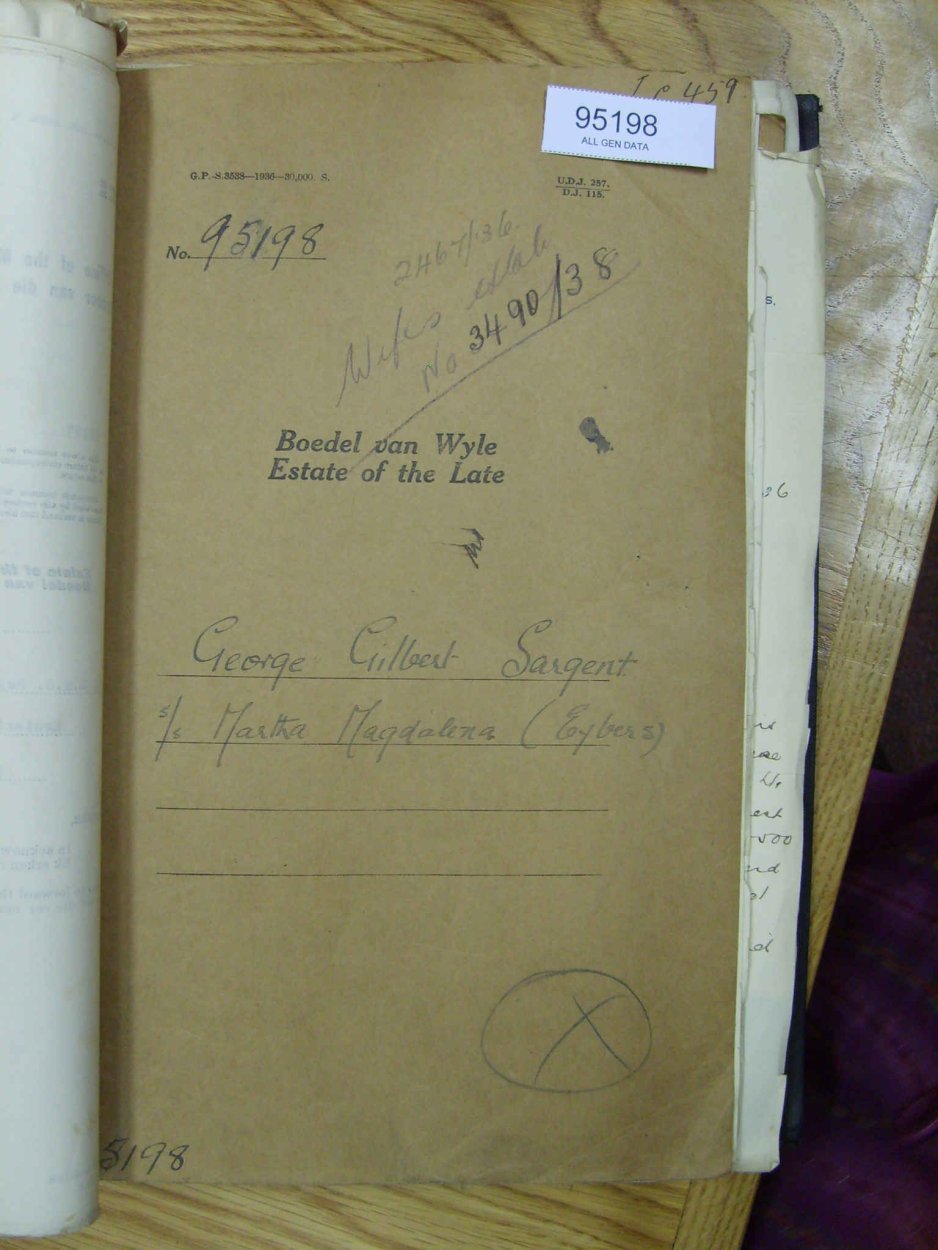 459
95198
ALL GEN DATA
G.P.-S.3538—1936—30,000. S.
U.D.J. 257.
D.J. 115.
No. 95198
2467/36.
Wifes estate
No 3490/38
Boedel van Wyle
Estate of the Late
George Gilbert Sargent
s/s Martha Magdalena (Eybers)
X
5198